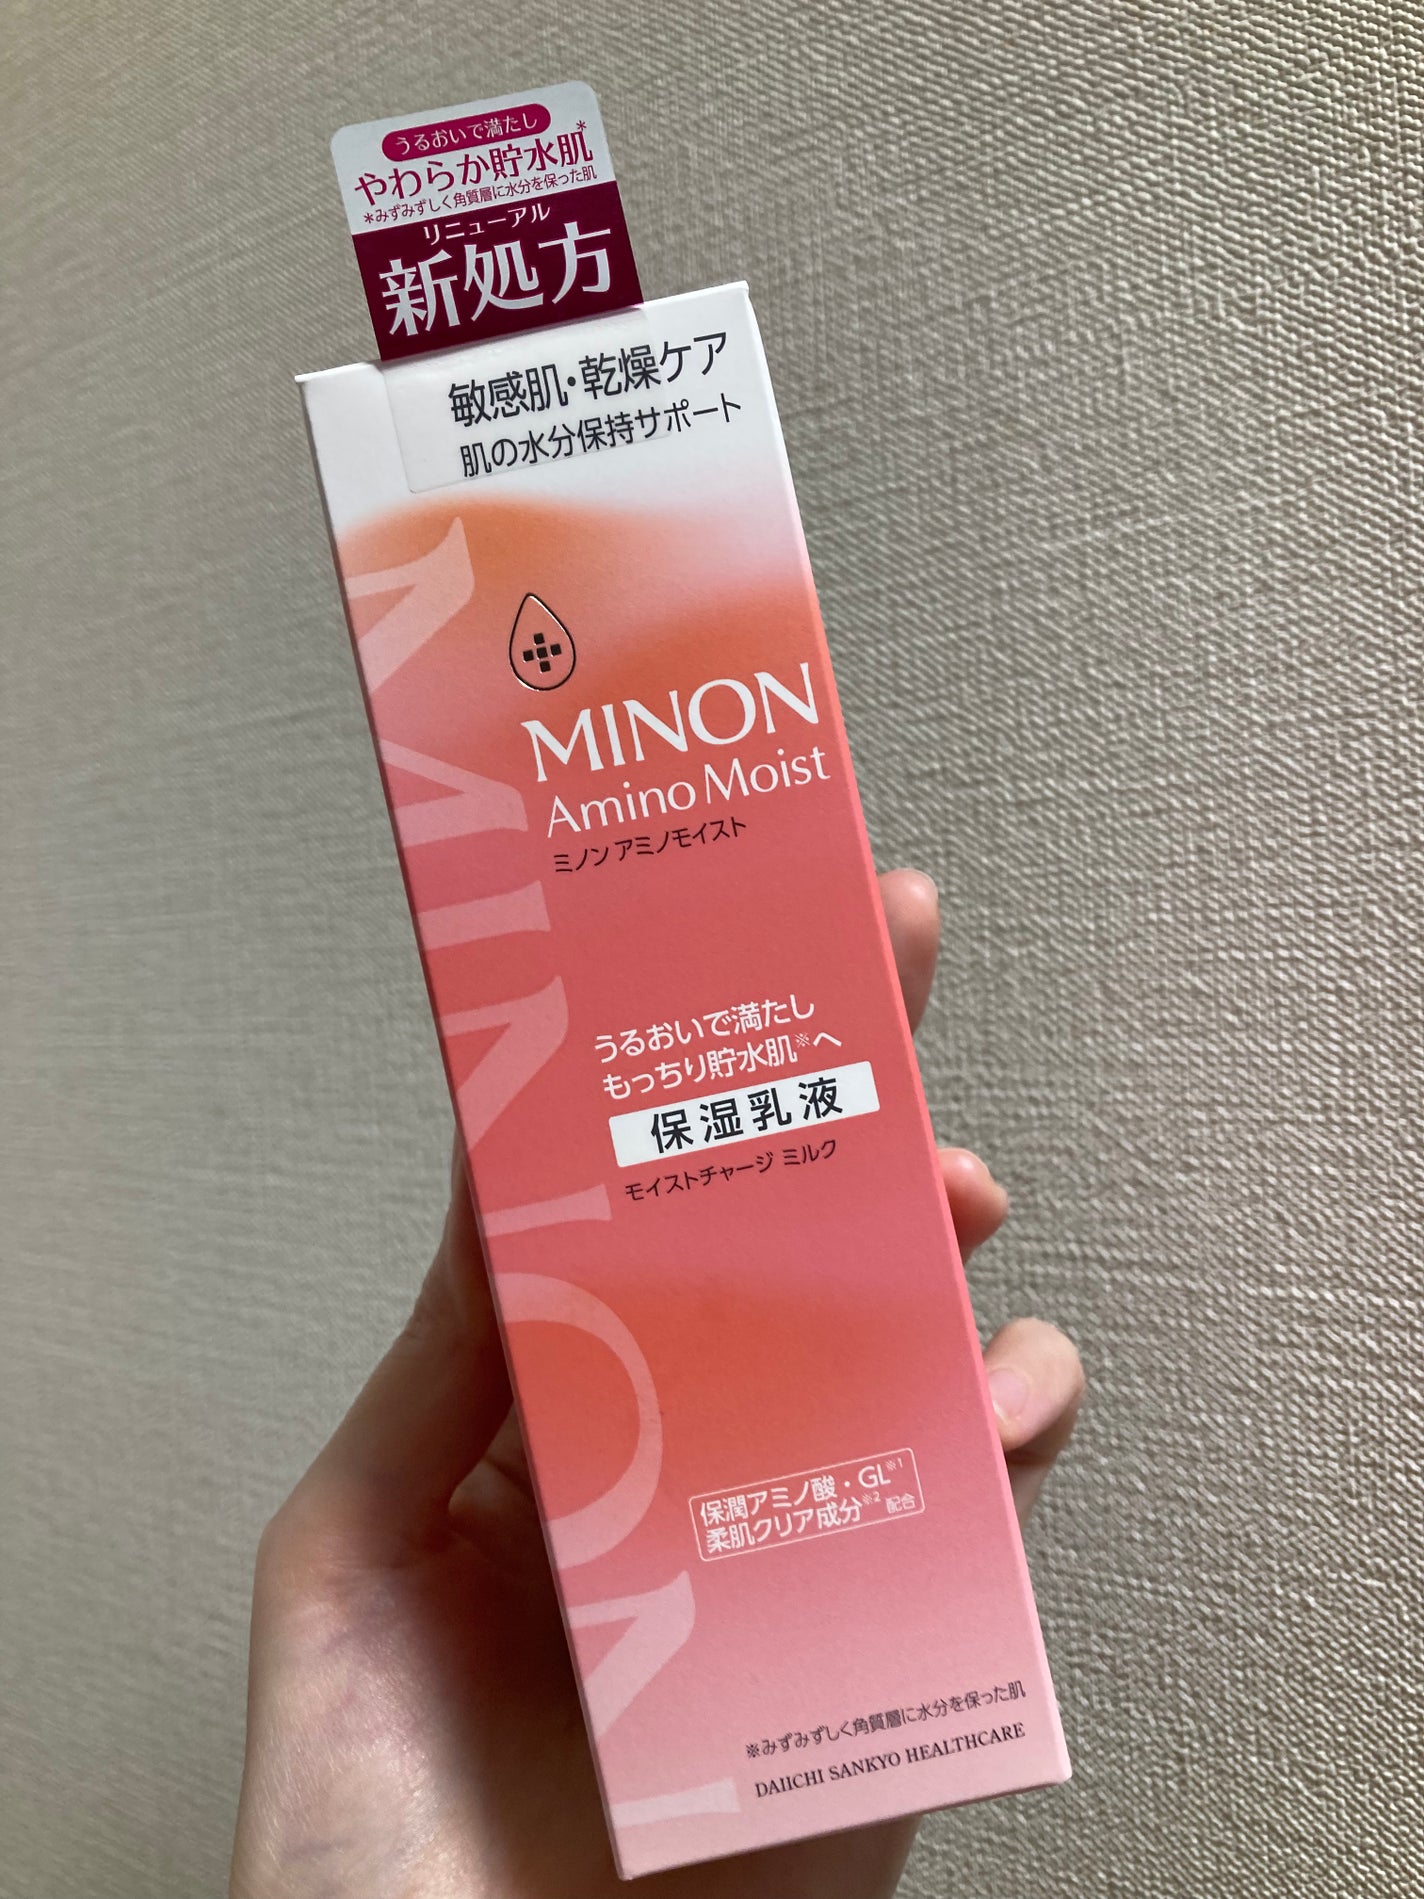 うるおいで満たし
やわらか貯水肌*
*みずみずしく角質層に水分を保った肌
リニューアル
新処方
敏感肌・乾燥ケア
肌の水分保持サポート
MINON
MINON
Amino Moist
ミノン アミノモイスト
うるおいで満たし
もっちり貯水肌※へ
保湿乳液
モイストチャージ ミルク
保潤アミノ酸・GL※1
柔肌クリア成分※2 配合
※みずみずしく角質層に水分を保った肌
DAIICHI SANKYO HEALTHCARE